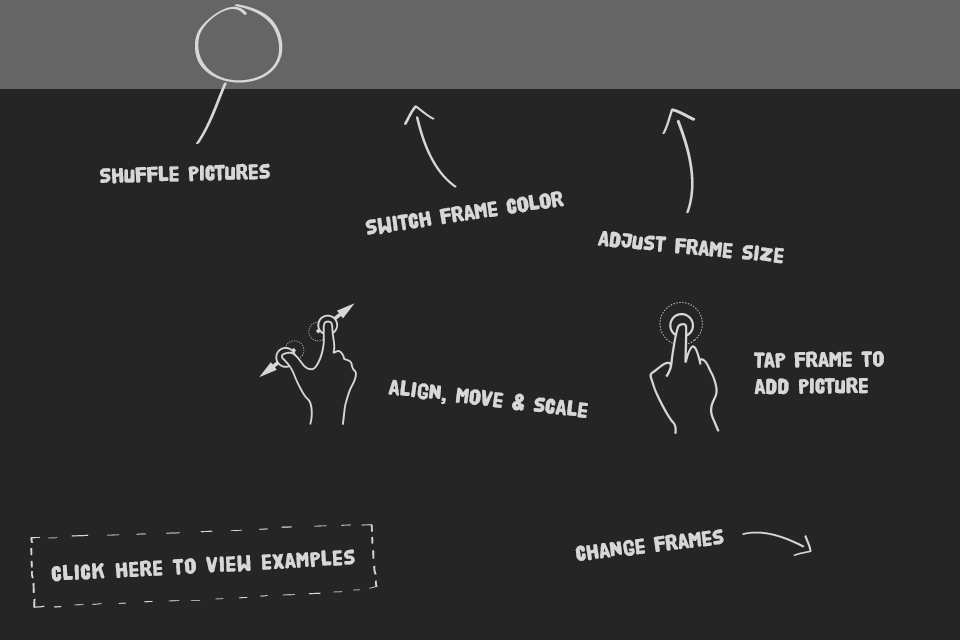 SHUFFLE PICTURES
SWITCH FRAME COLOR
ADJUST FRAME SIZE
ALIGN, MOVE & SCALE
TAP FRAME TO
ADD PICTURE
CHANGE FRAMES
CLICK HERE TO VIEW EXAMPLES